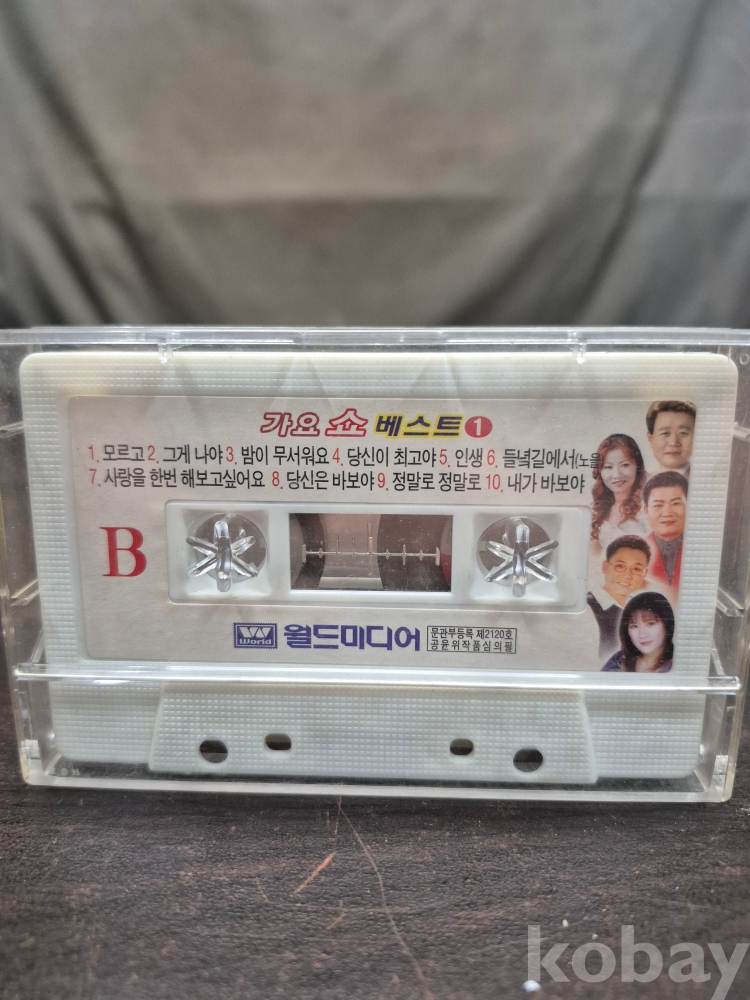 가요 쇼 베스트 1
1. 모르고 2. 그게 나야 3. 밤이 무서워요 4. 당신이 최고야 5. 인생 6. 들녘길에서(노을)
7. 사랑을 한번 해보고싶어요 8. 당신은 바보야 9. 정말로 정말로 10. 내가 바보야
B
World 월드미디어
문관부등록 제2120호
공윤위작품심의필
kobay